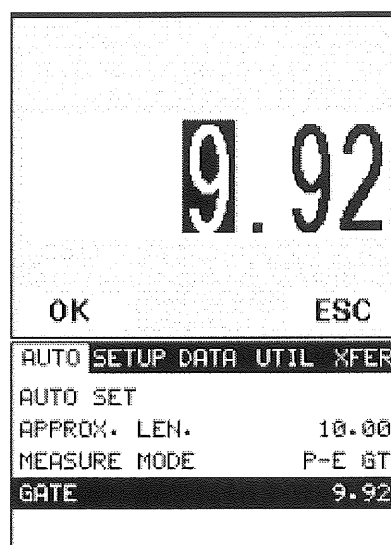 9.92
OK ESC
AUTO SETUP DATA UTIL XFER
AUTO SET
APPROX. LEN. 10.00
MEASURE MODE P-E GT
GATE 9.92